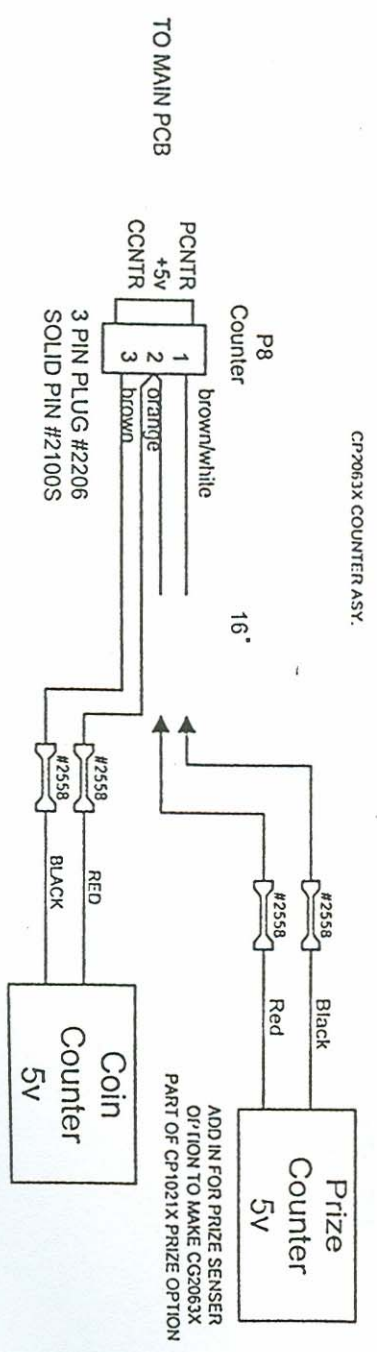 CP2063X COUNTER ASY.
TO MAIN PCB
P8
Counter
PCNTR
+5v
CCNTR
1
2
3
brown/white
orange
brown
16"
3 PIN PLUG #2206
SOLID PIN #2100S
#2558
#2558
Black
Red
Prize
Counter
5v
ADD IN FOR PRIZE SENSER
OPTION TO MAKE CG2063X
PART OF CP1021X PRIZE OPTION
#2558
#2558
RED
BLACK
Coin
Counter
5v